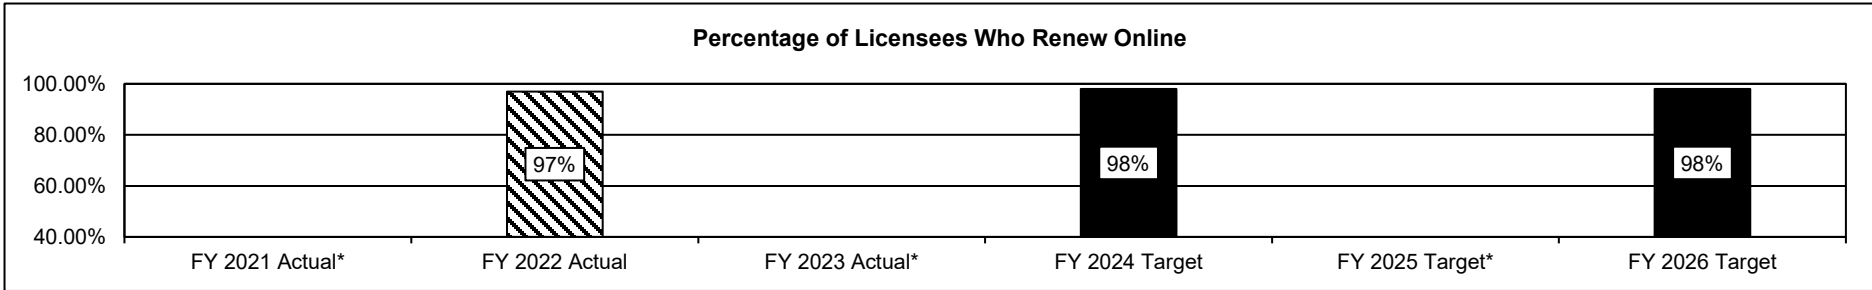 Percentage of Licensees Who Renew Online
100.00%
80.00%
60.00%
40.00%
97%
98%
98%
FY 2021 Actual*
FY 2022 Actual
FY 2023 Actual*
FY 2024 Target
FY 2025 Target*
FY 2026 Target